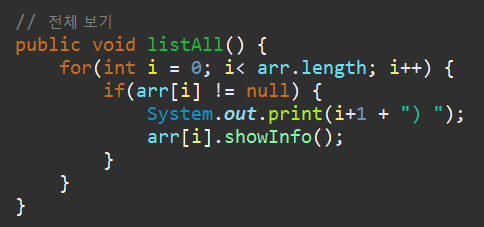 // 전체 보기
public void listAll() {
    for(int i = 0; i< arr.length; i++) {
        if(arr[i] != null) {
            System.out.print(i+1 + ") ");
            arr[i].showInfo();
        }
    }
}